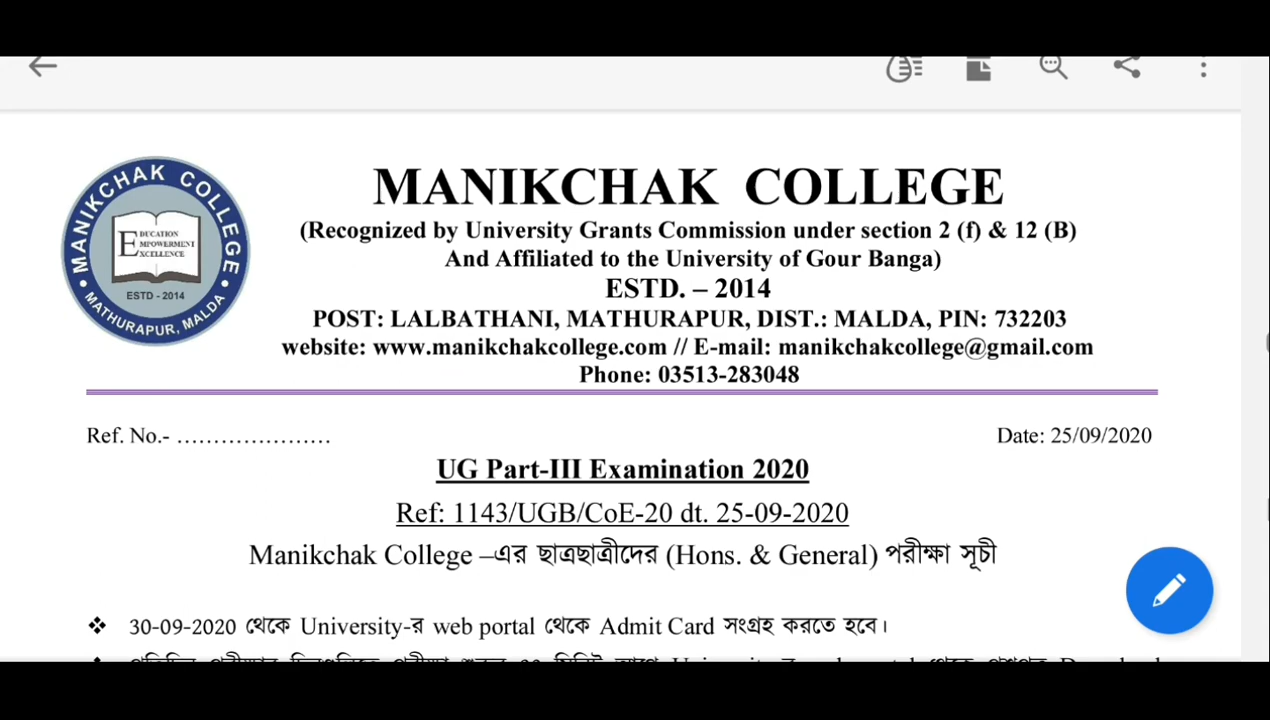 MANIKCHAK COLLEGE
MATHURAPUR, MALDA
EDUCATION
EMPOWERMENT
EXCELLENCE
ESTD - 2014
MANIKCHAK COLLEGE
(Recognized by University Grants Commission under section 2 (f) & 12 (B)
And Affiliated to the University of Gour Banga)
ESTD. – 2014
POST: LALBATHANI, MATHURAPUR, DIST.: MALDA, PIN: 732203
website: www.manikchakcollege.com // E-mail: manikchakcollege@gmail.com
Phone: 03513-283048
Ref. No.- ..................... Date: 25/09/2020
UG Part-III Examination 2020
Ref: 1143/UGB/CoE-20 dt. 25-09-2020
Manikchak College –এর ছাত্রছাত্রীদের (Hons. & General) পরীক্ষা সূচী
❖ 30-09-2020 থেকে University-র web portal থেকে Admit Card সংগ্রহ করতে হবে।